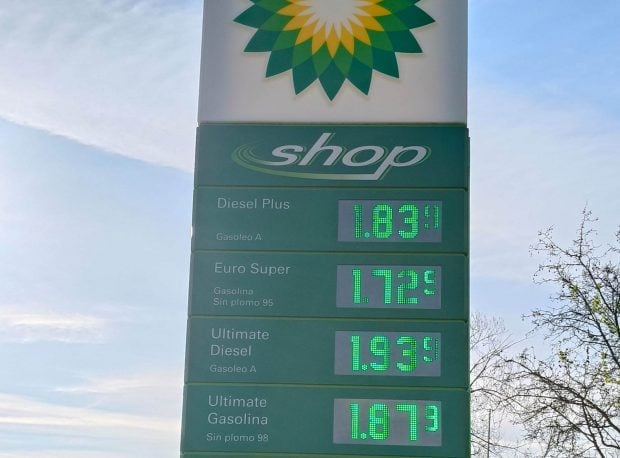 shop
Diesel Plus
Gasoleo A
1.839
Euro Super
Gasolina
Sin plomo 95
1.729
Ultimate
Diesel
Gasoleo A
1.939
Ultimate
Gasolina
Sin plomo 98
1.879